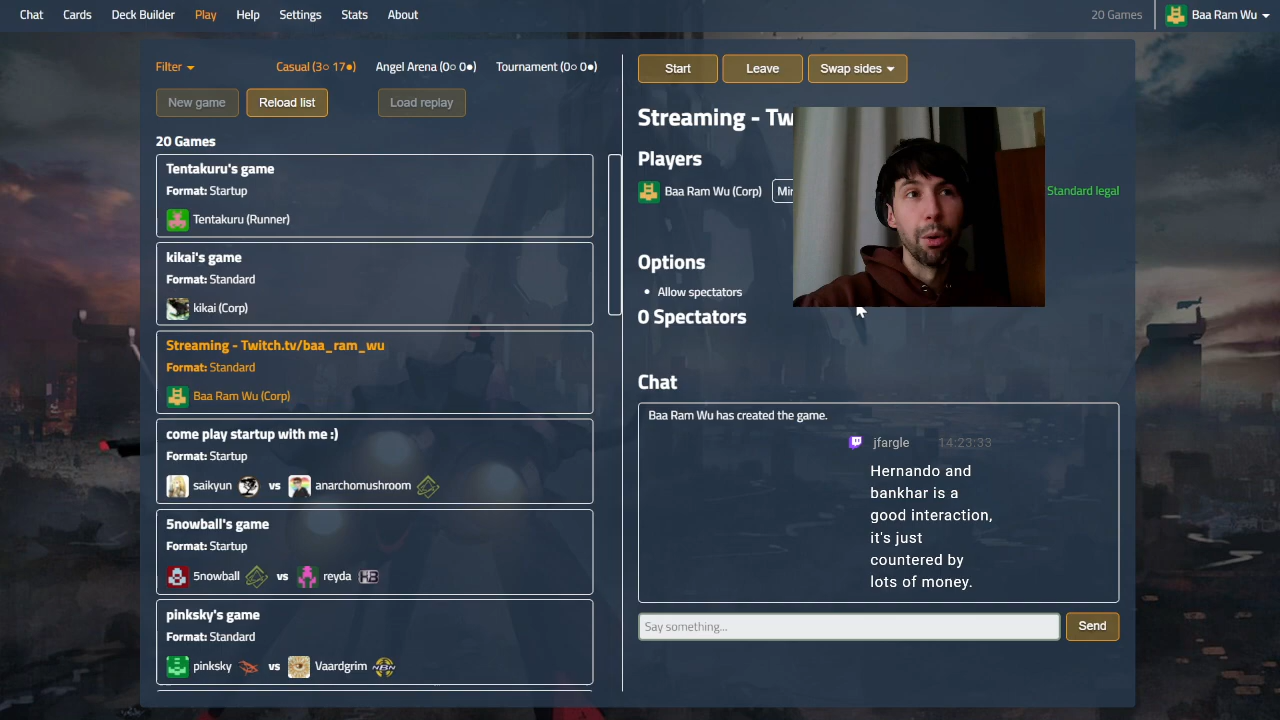 Chat Cards Deck Builder Play Help Settings Stats About 20 Games Baa Ram Wu
Filter Casual (3○ 17●) Angel Arena (0○ 0●) Tournament (0○ 0●)
New game Reload list Load replay
20 Games
Tentakuru's game
Format: Startup
Tentakuru (Runner)
kikai's game
Format: Standard
kikai (Corp)
Streaming - Twitch.tv/baa_ram_wu
Format: Standard
Baa Ram Wu (Corp)
come play startup with me :)
Format: Startup
saikyun vs anarchomushroom
5nowball's game
Format: Startup
5nowball vs reyda
pinksky's game
Format: Standard
pinksky vs Vaardgrim
Start Leave Swap sides
Streaming - Tw
Players
Baa Ram Wu (Corp) Mir Standard legal
Options
Allow spectators
0 Spectators
Chat
Baa Ram Wu has created the game.
jfargle 14:23:33
Hernando and
bankhar is a
good interaction,
it's just
countered by
lots of money.
Say something... Send